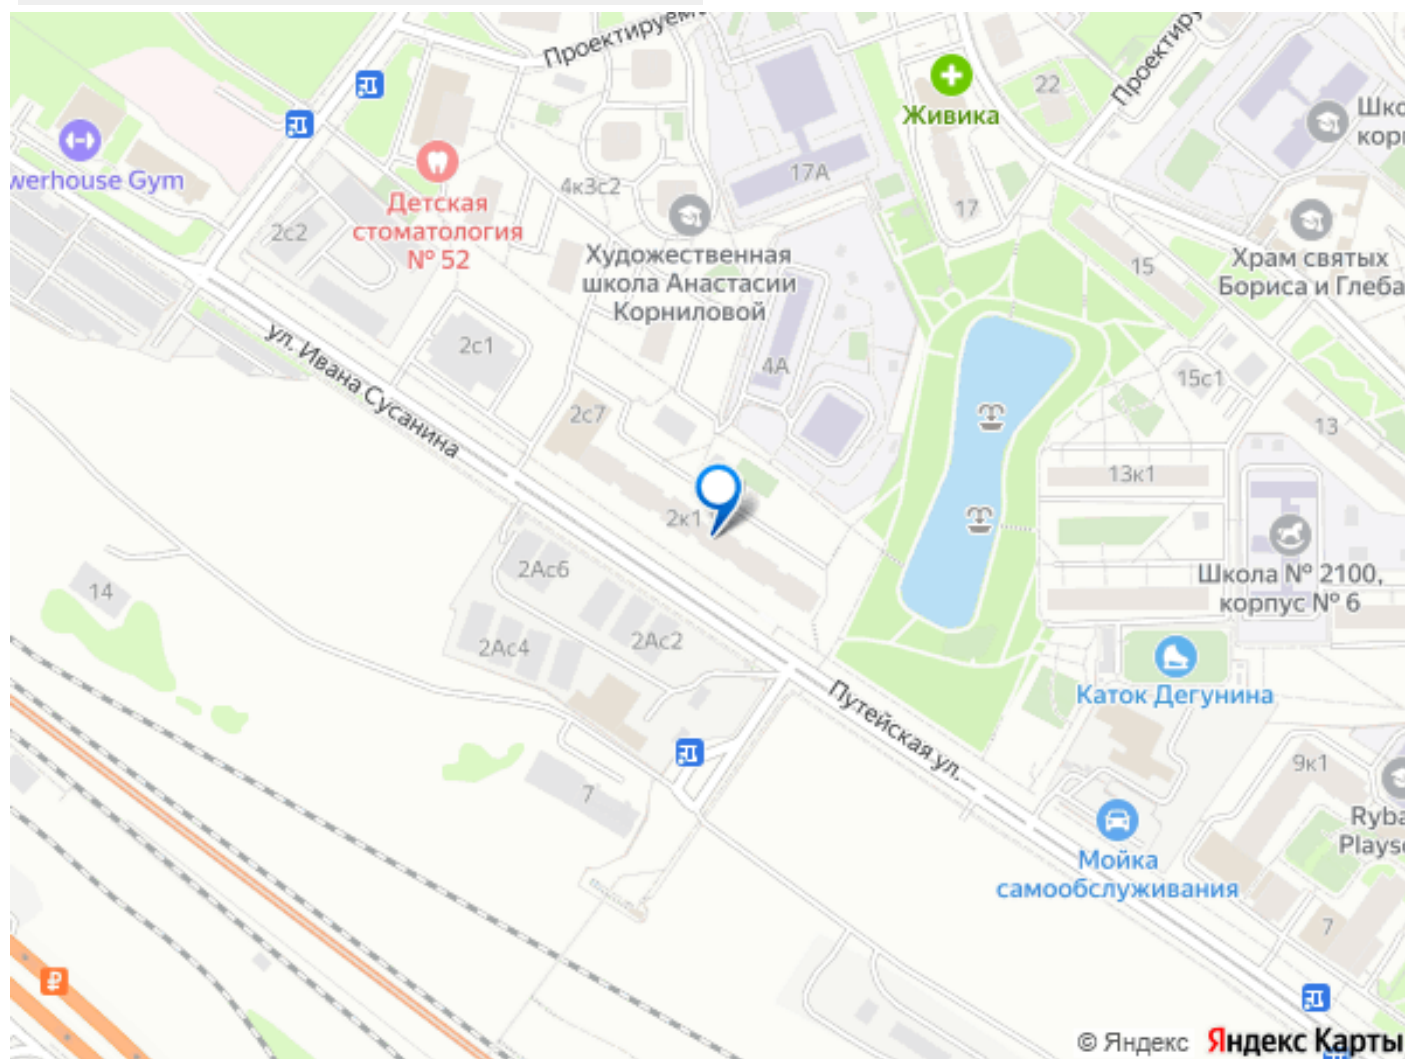 Проектируем
Проектиру
Живика
22
Шко
корп
werhouse Gym
Детская
стоматология
№ 52
2с2
4к3с2
17А
17
15
Художественная
школа Анастасии
Корниловой
Храм святых
Бориса и Глеба
ул. Ивана Сусанина
2с1
4А
15с1
2с7
13
13к1
2к1
Школа № 2100,
корпус № 6
14
2Ас6
2Ас4
2Ас2
Каток Дегунина
Путейская ул.
7
9к1
Ryba
Plays
Мойка
самообслуживания
7
© Яндекс Яндекс Карты